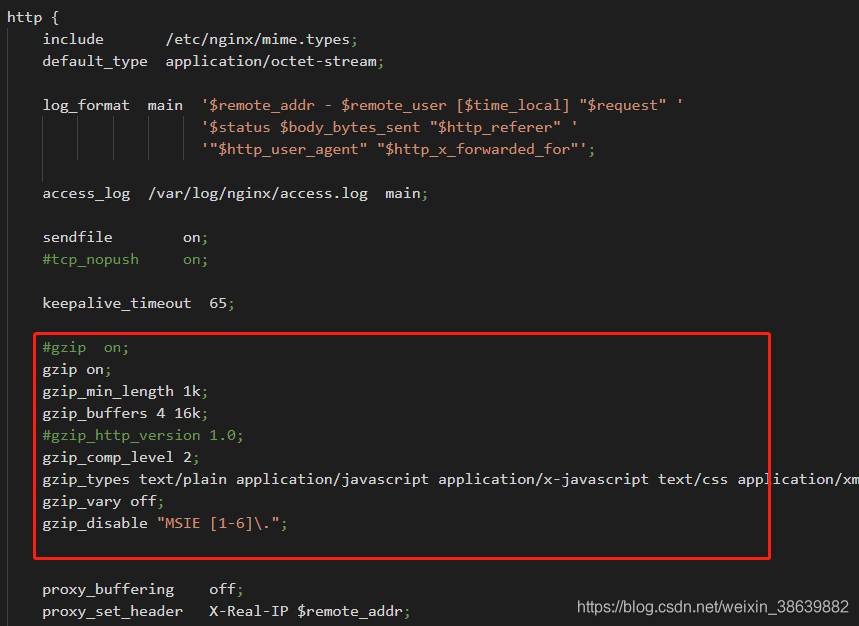 http {
    include       /etc/nginx/mime.types;
    default_type  application/octet-stream;
    log_format  main  '$remote_addr - $remote_user [$time_local] "$request" '
                      '$status $body_bytes_sent "$http_referer" '
                      '"$http_user_agent" "$http_x_forwarded_for"';
    access_log  /var/log/nginx/access.log  main;
    sendfile        on;
    #tcp_nopush     on;
    keepalive_timeout  65;
    #gzip  on;
    gzip on;
    gzip_min_length 1k;
    gzip_buffers 4 16k;
    #gzip_http_version 1.0;
    gzip_comp_level 2;
    gzip_types text/plain application/javascript application/x-javascript text/css application/xm
    gzip_vary off;
    gzip_disable "MSIE [1-6]\.";
    proxy_buffering    off;
    proxy_set_header   X-Real-IP $remote_addr;
https://blog.csdn.net/weixin_38639882